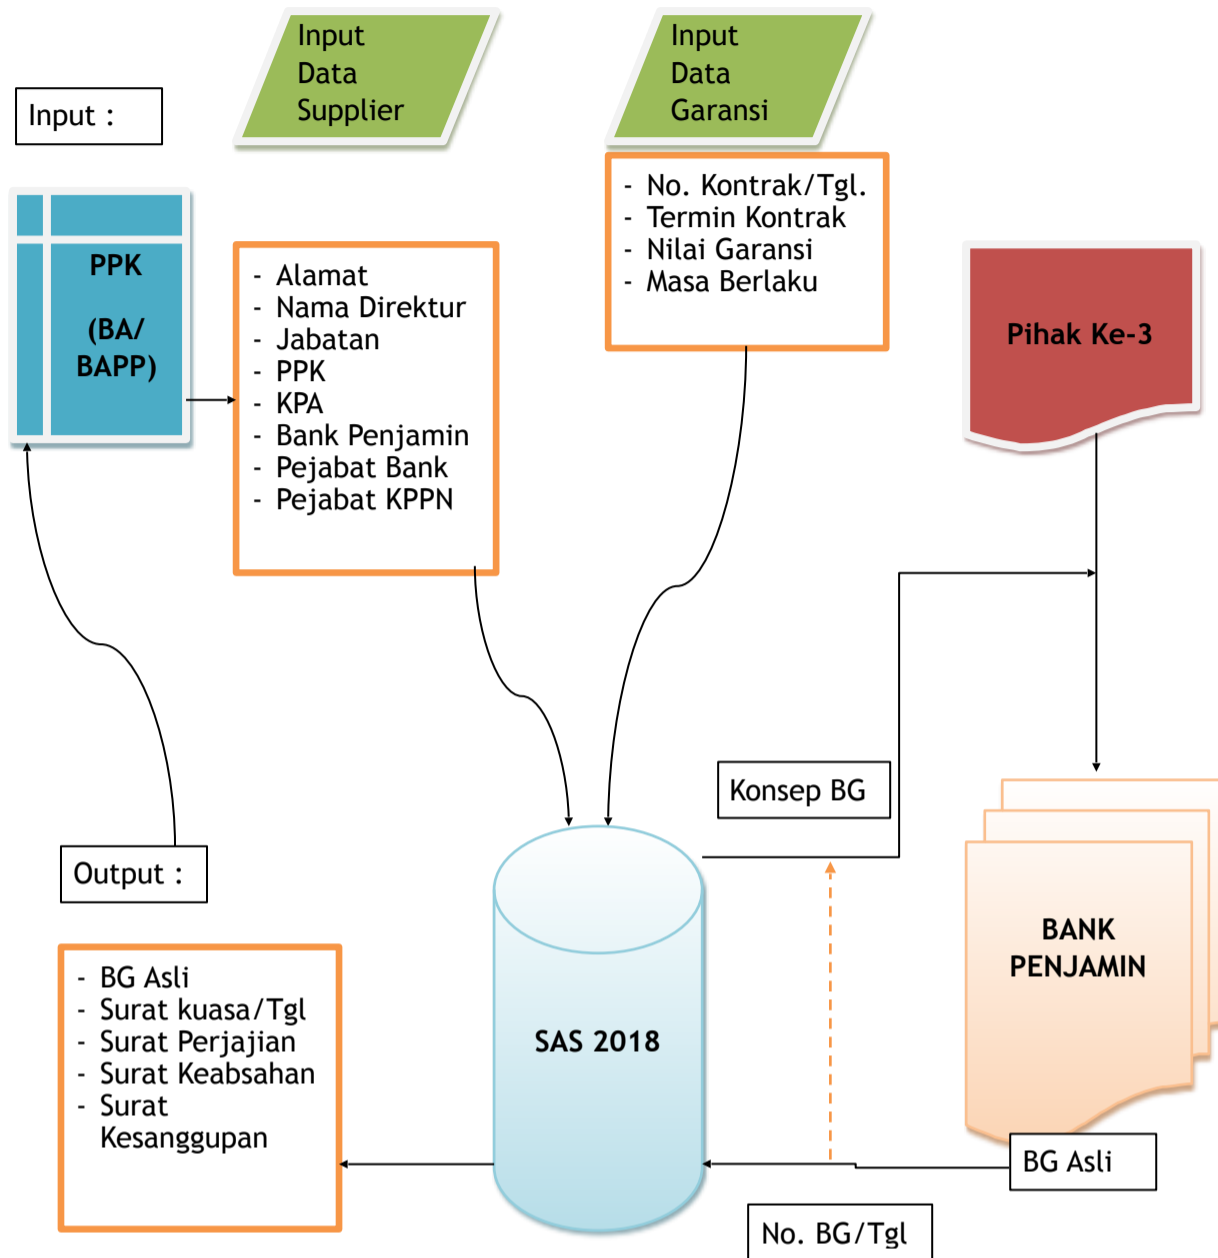 Input
Data
Supplier
Input
Data
Garansi
Input :
- No. Kontrak/Tgl.
- Termin Kontrak
- Nilai Garansi
- Masa Berlaku
PPK
(BA/
BAPP)
- Alamat
- Nama Direktur
- Jabatan
- PPK
- KPA
- Bank Penjamin
- Pejabat Bank
- Pejabat KPPN
Pihak Ke-3
Konsep BG
Output :
BANK
PENJAMIN
- BG Asli
- Surat kuasa/Tgl
- Surat Perjajian
- Surat Keabsahan
- Surat
Kesanggupan
SAS 2018
BG Asli
No. BG/Tgl